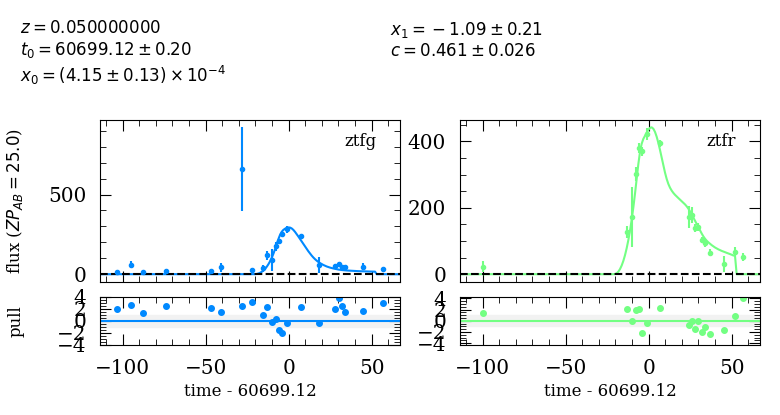 z = 0.050000000
t₀ = 60699.12 ± 0.20
x₀ = (4.15 ± 0.13) × 10⁻⁴
x₁ = −1.09 ± 0.21
c = 0.461 ± 0.026
flux (ZP_AB = 25.0)
500
0
ztfg
400
200
0
ztfr
pull
4
2
0
−2
−4
4
2
0
−2
−4
−100 −50 0 50
−100 −50 0 50
time - 60699.12
time - 60699.12